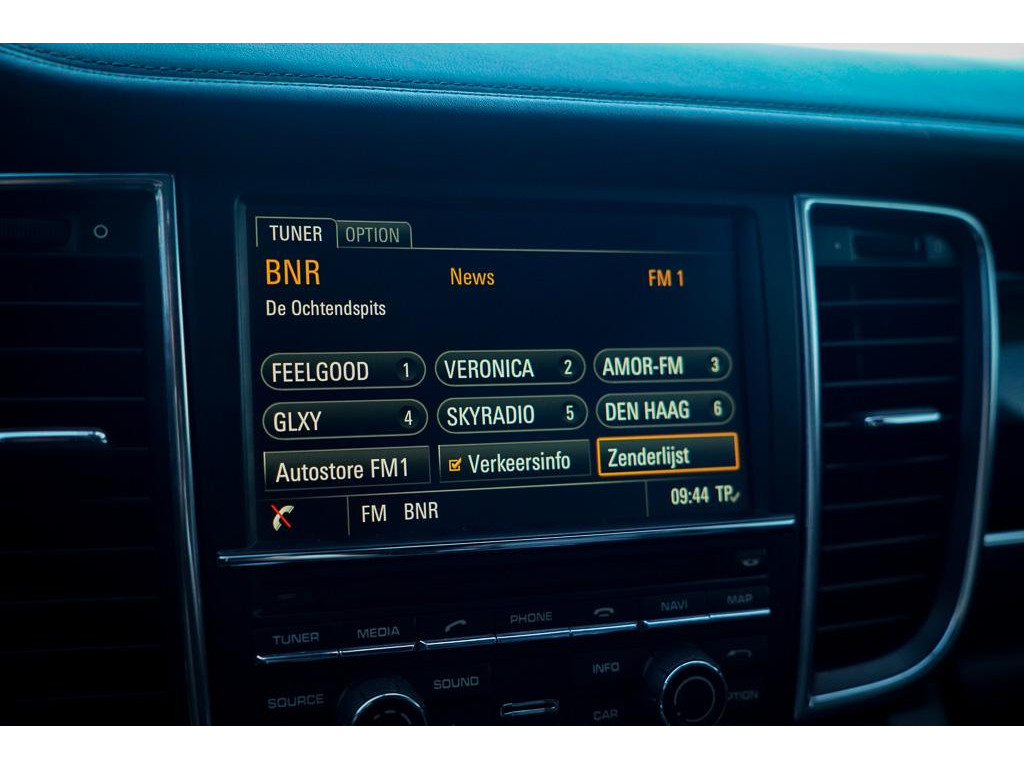 TUNER OPTION
BNR News FM 1
De Ochtendspits
FEELGOOD 1 VERONICA 2 AMOR-FM 3
GLXY 4 SKYRADIO 5 DEN HAAG 6
Autostore FM1 Verkeersinfo Zenderlijst
FM BNR 09:44 TP
TUNER MEDIA PHONE NAVI MAP
SOURCE SOUND INFO
CAR